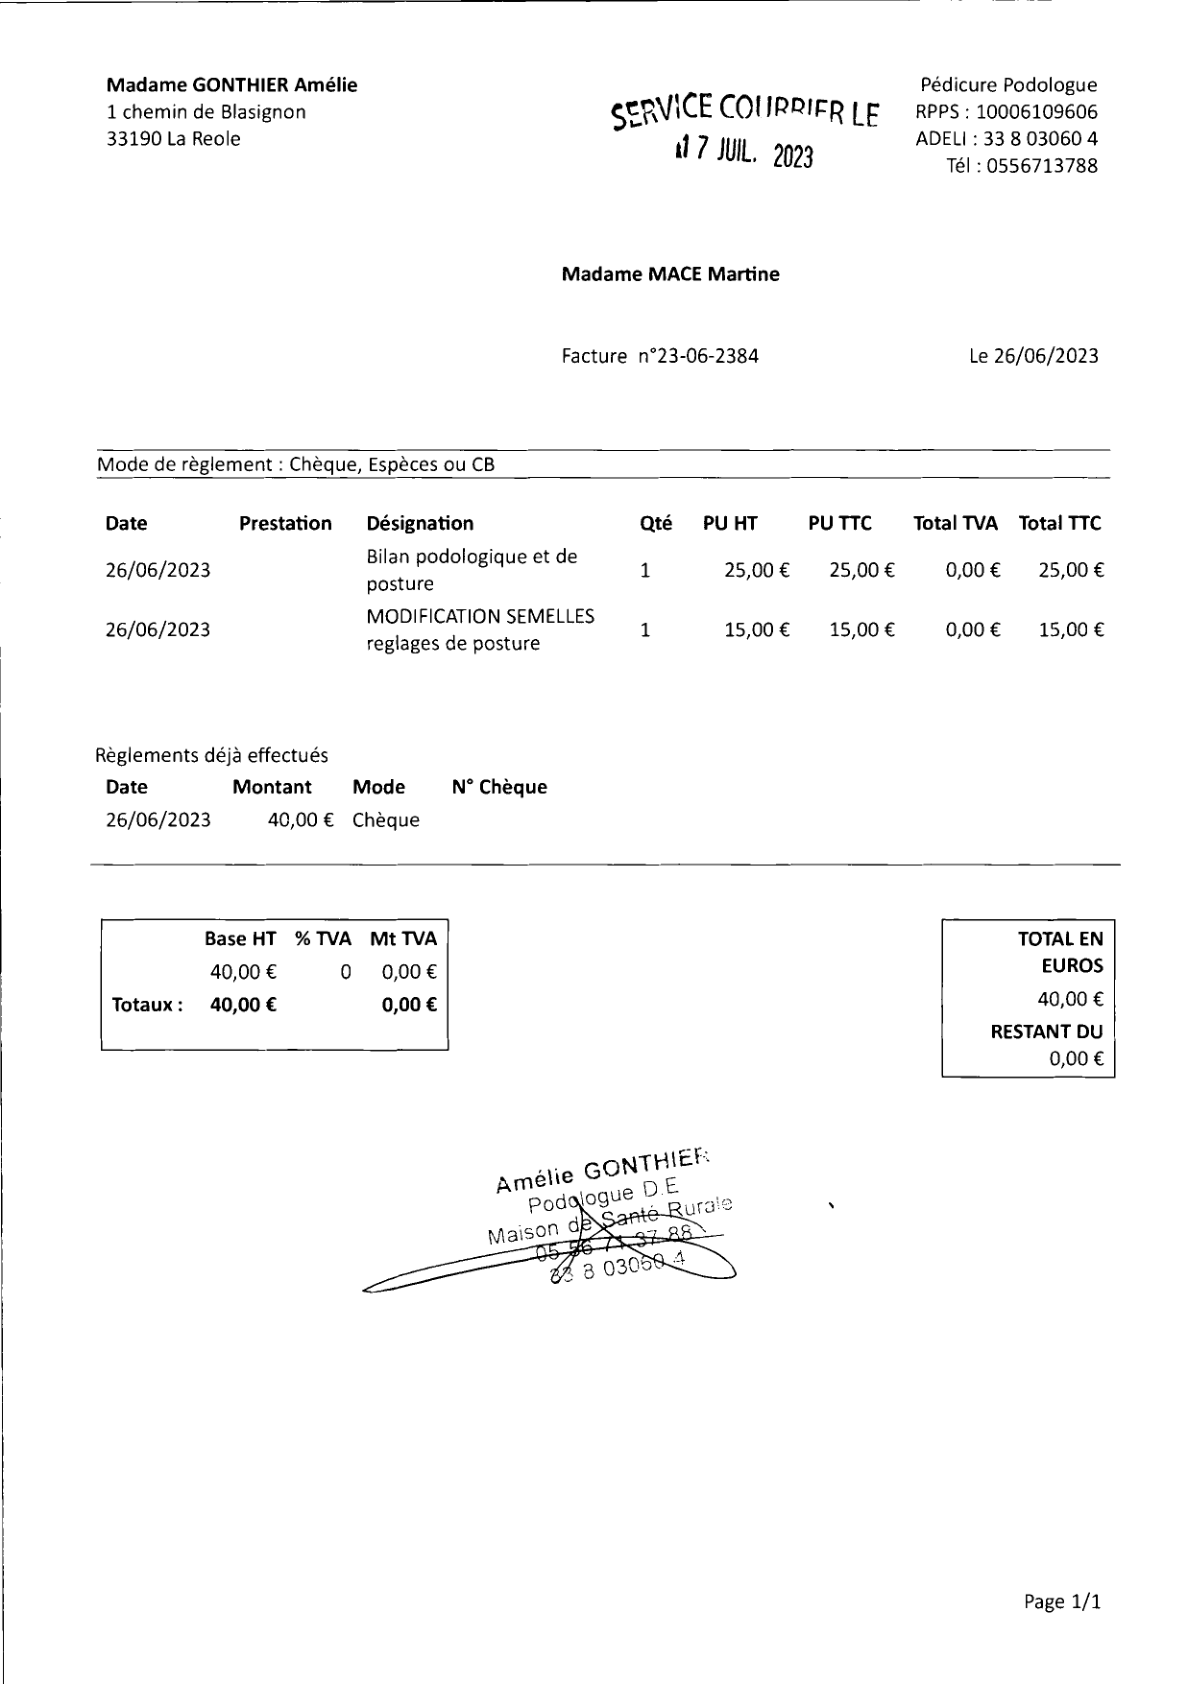 Madame GONTHIER Amélie
1 chemin de Blasignon
33190 La Reole
SERVICE COURRIER LE
17 JUIL. 2023
Pédicure Podologue
RPPS : 10006109606
ADELI : 33 8 03060 4
Tél : 0556713788
Madame MACE Martine
Facture n°23-06-2384 Le 26/06/2023
Mode de règlement : Chèque, Espèces ou CB
Date Prestation Désignation Qté PU HT PU TTC Total TVA Total TTC
26/06/2023 Bilan podologique et de posture 1 25,00 € 25,00 € 0,00 € 25,00 €
26/06/2023 MODIFICATION SEMELLES reglages de posture 1 15,00 € 15,00 € 0,00 € 15,00 €
Règlements déjà effectués
Date Montant Mode N° Chèque
26/06/2023 40,00 € Chèque
Base HT % TVA Mt TVA
40,00 € 0 0,00 €
Totaux : 40,00 € 0,00 €
TOTAL EN
EUROS
40,00 €
RESTANT DU
0,00 €
Amélie GONTHIER
Podologue D.E
Maison de Santé Rurale
05 56 71 37 88
33 8 03060 4
Page 1/1